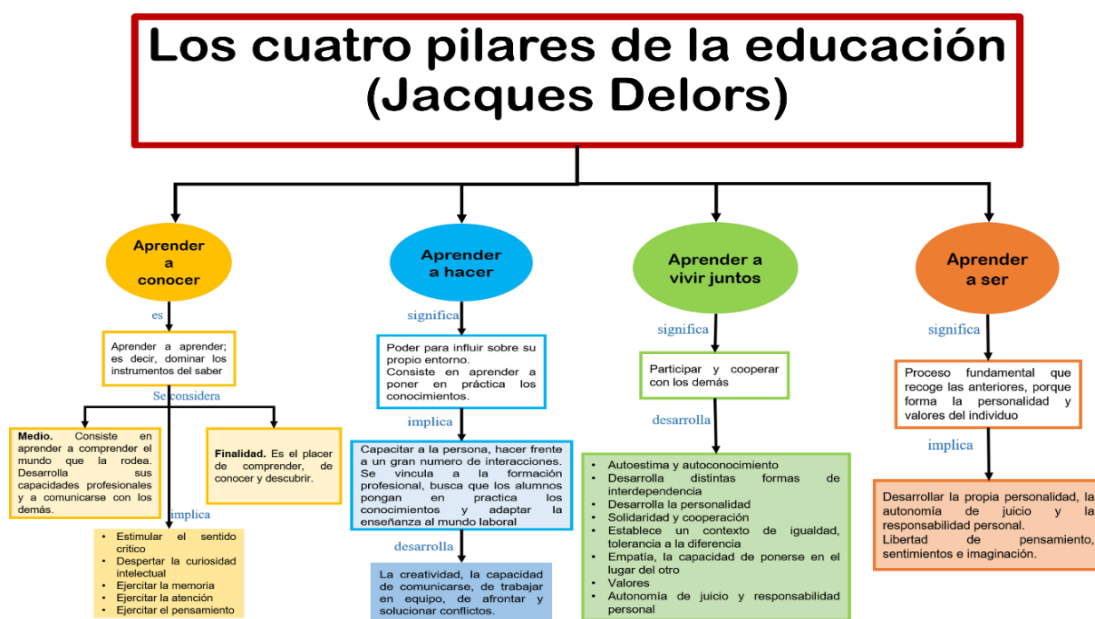 Los cuatro pilares de la educación
(Jacques Delors)
Aprender
a
conocer
es
Aprender a aprender;
es decir, dominar los
instrumentos del saber
Se considera
Medio. Consiste en
aprender a comprender el
mundo que la rodea.
Desarrolla sus
capacidades profesionales
y a comunicarse con los
demás.
Finalidad. Es el placer
de comprender, de
conocer y descubrir.
implica
• Estimular el sentido
critico
• Despertar la curiosidad
intelectual
• Ejercitar la memoria
• Ejercitar la atención
• Ejercitar el pensamiento
Aprender
a hacer
significa
Poder para influir sobre su
propio entorno.
Consiste en aprender a
poner en práctica los
conocimientos.
implica
Capacitar a la persona, hacer frente
a un gran numero de interacciones.
Se vincula a la formación
profesional, busca que los alumnos
pongan en practica los
conocimientos y adaptar la
enseñanza al mundo laboral
desarrolla
La creatividad, la capacidad
de comunicarse, de trabajar
en equipo, de afrontar y
solucionar conflictos.
Aprender a
vivir juntos
significa
Participar y cooperar
con los demás
desarrolla
• Autoestima y autoconocimiento
• Desarrolla distintas formas de
interdependencia
• Desarrolla la personalidad
• Solidaridad y cooperación
• Establece un contexto de igualdad,
tolerancia a la diferencia
• Empatía, la capacidad de ponerse en el
lugar del otro
• Valores
• Autonomía de juicio y responsabilidad
personal
Aprender
a ser
significa
Proceso fundamental que
recoge las anteriores, porque
forma la personalidad y
valores del individuo
implica
Desarrollar la propia personalidad, la
autonomía de juicio y la
responsabilidad personal.
Libertad de pensamiento,
sentimientos e imaginación.